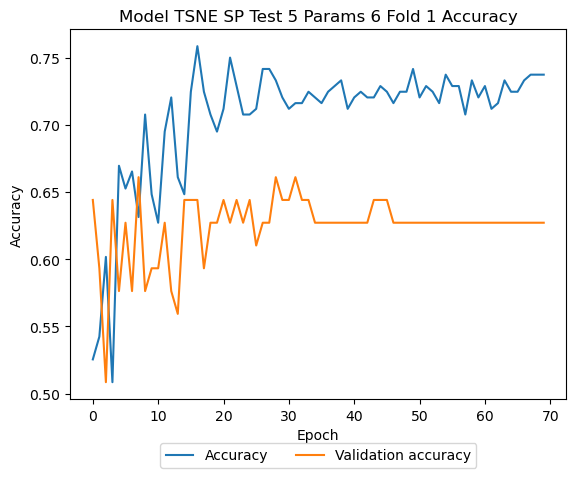 Model TSNE SP Test 5 Params 6 Fold 1 Accuracy
Accuracy
0.75
0.70
0.65
0.60
0.55
0.50
0 10 20 30 40 50 60 70
Epoch
Accuracy Validation accuracy